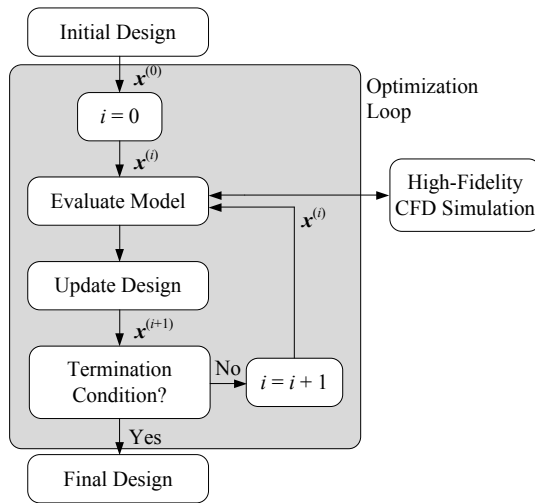 Initial Design
x^(0)
Optimization
Loop
i = 0
x^(i)
Evaluate Model
High-Fidelity
CFD Simulation
x^(i)
Update Design
x^(i+1)
Termination
Condition?
No
i = i + 1
Yes
Final Design